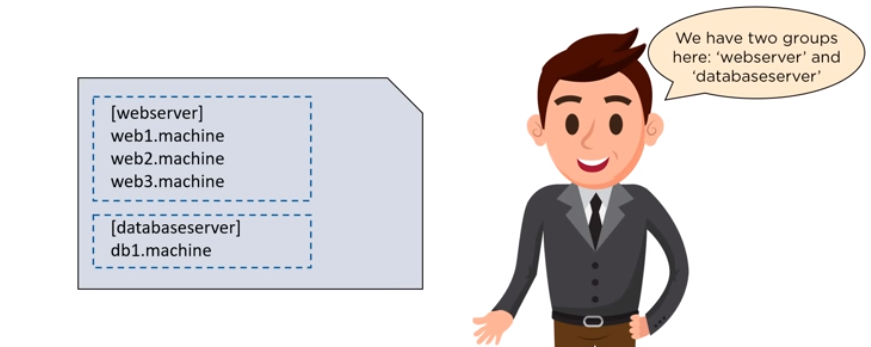 [webserver]
web1.machine
web2.machine
web3.machine
[databaseserver]
db1.machine
We have two groups
here: ‘webserver’ and
‘databaseserver’